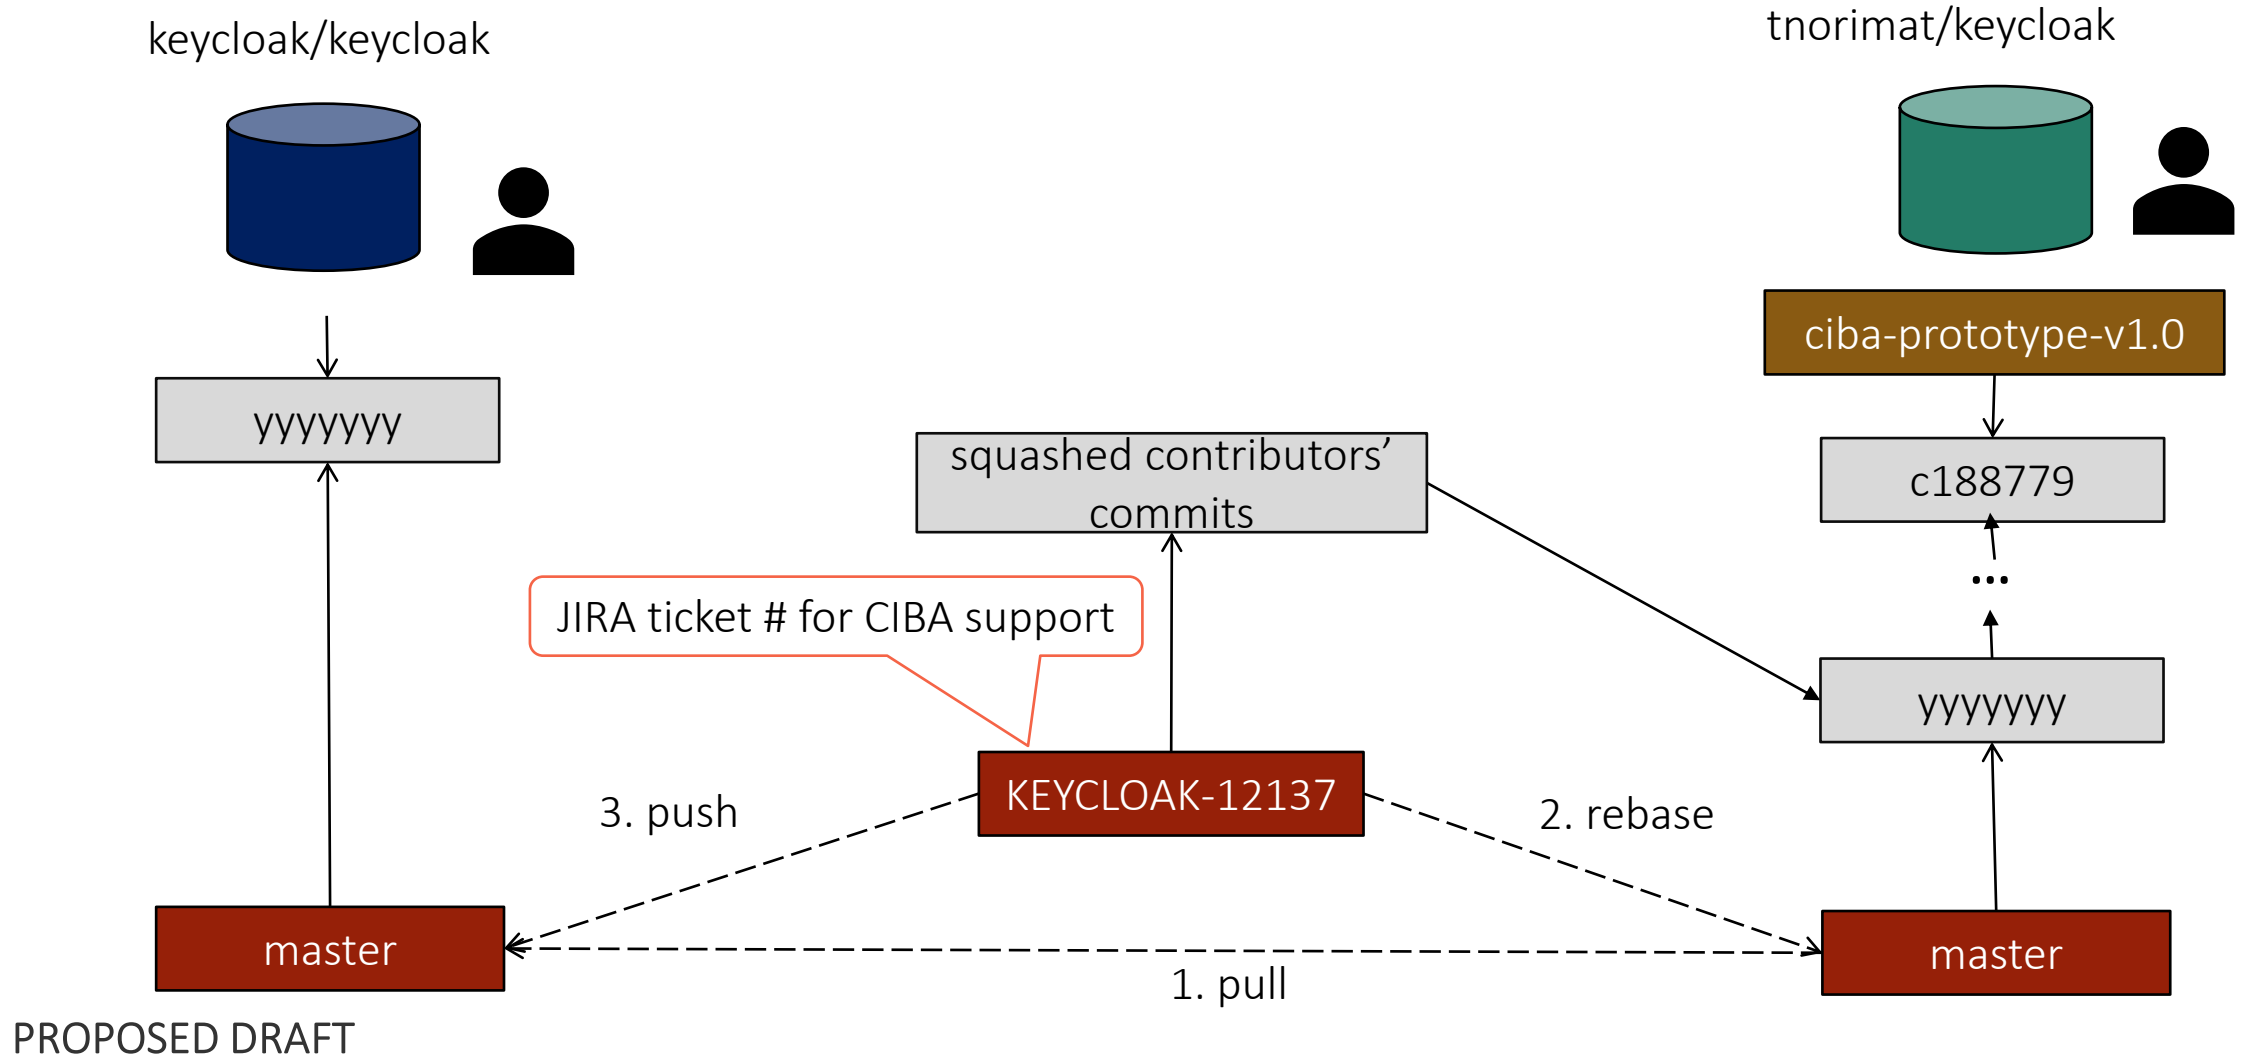 keycloak/keycloak
tnorimat/keycloak
ciba-prototype-v1.0
yyyyyyy
squashed contributors’
commits
c188779
...
JIRA ticket # for CIBA support
yyyyyyy
KEYCLOAK-12137
3. push
2. rebase
master
master
1. pull
PROPOSED DRAFT